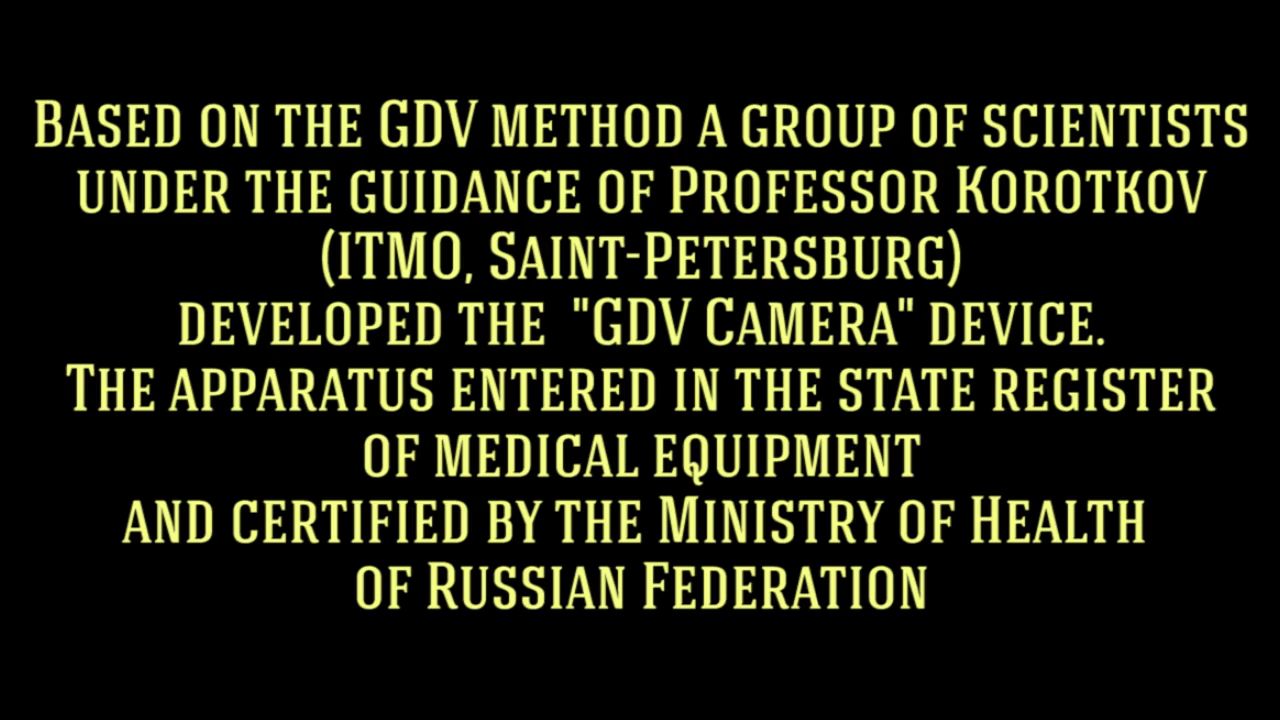 Based on the GDV method a group of scientists
under the guidance of Professor Korotkov
(ITMO, Saint-Petersburg)
developed the "GDV Camera" device.
The apparatus entered in the state register
of medical equipment
and certified by the Ministry of Health
of Russian Federation